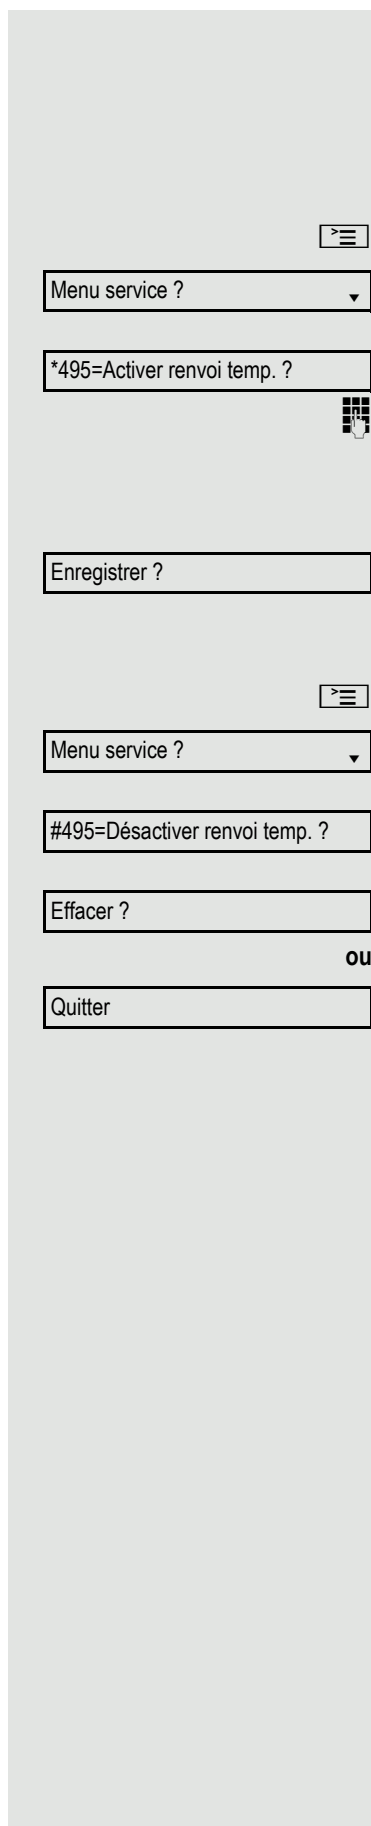 Menu service ?
*495=Activer renvoi temp. ?
Enregistrer ?
Menu service ?
#495=Désactiver renvoi temp. ?
Effacer ?
ou
Quitter